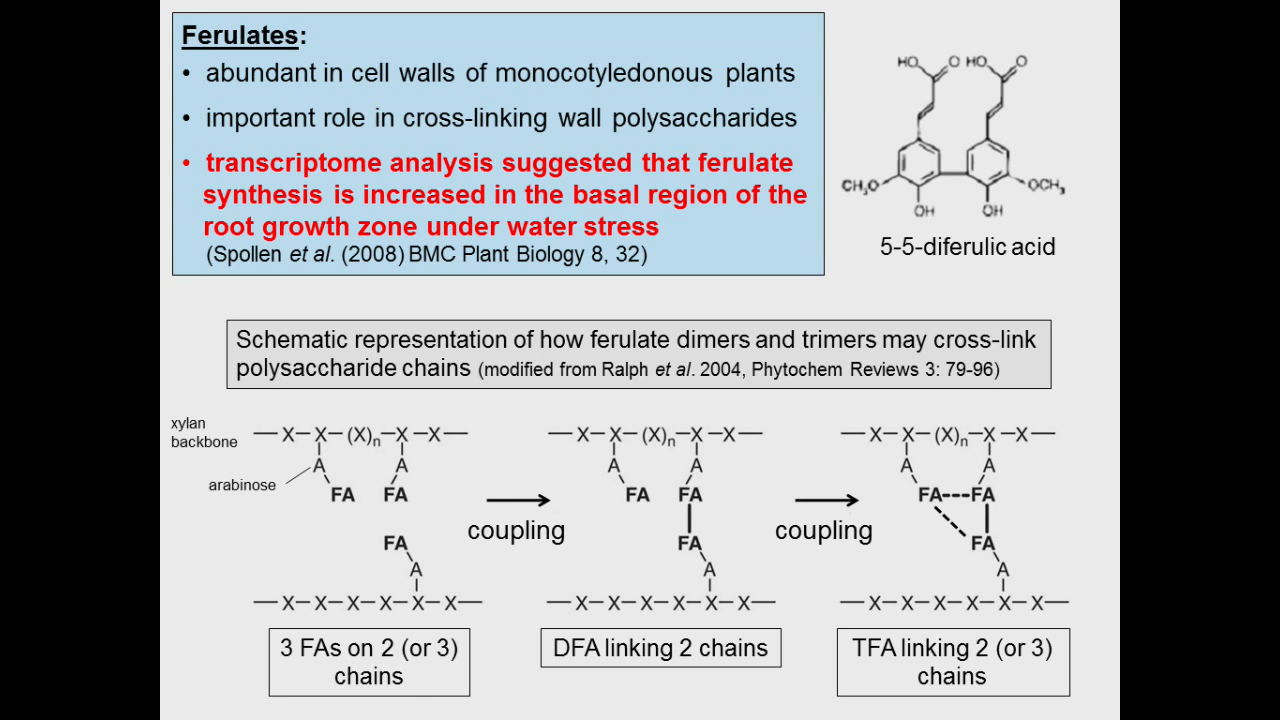 Ferulates:
• abundant in cell walls of monocotyledonous plants
• important role in cross-linking wall polysaccharides
• transcriptome analysis suggested that ferulate
synthesis is increased in the basal region of the
root growth zone under water stress
(Spollen et al. (2008) BMC Plant Biology 8, 32)
HO O HO O
CH3O OCH3
OH OH
5-5-diferulic acid
Schematic representation of how ferulate dimers and trimers may cross-link
polysaccharide chains (modified from Ralph et al. 2004, Phytochem Reviews 3: 79-96)
xylan
backbone
arabinose
— X — X — (X)n — X — X —
A A
FA FA
FA
A
— X — X — X — X — X — X —
3 FAs on 2 (or 3)
chains
coupling
— X — X — (X)n — X — X —
A A
FA FA
FA
A
— X — X — X — X — X — X —
DFA linking 2 chains
coupling
— X — X — (X)n — X — X —
A A
FA FA
FA
A
— X — X — X — X — X — X —
TFA linking 2 (or 3)
chains